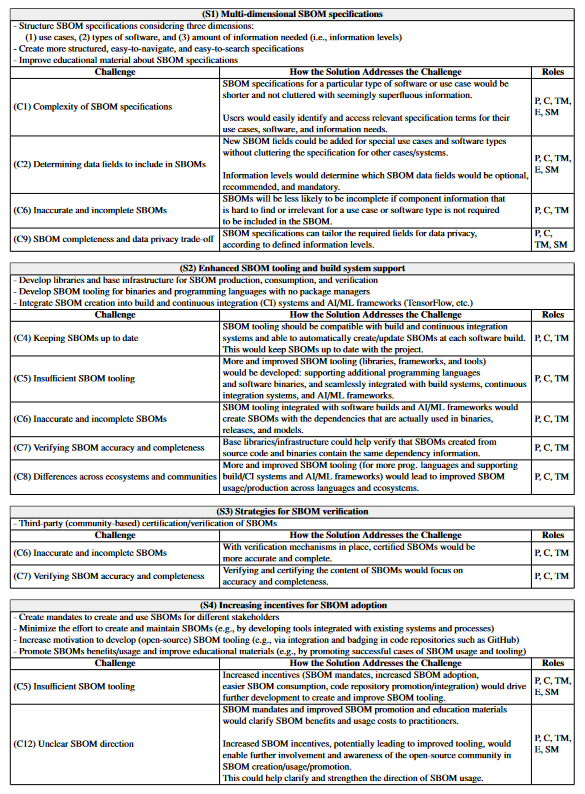 (S1) Multi-dimensional SBOM specifications
- Structure SBOM specifications considering three dimensions:
(1) use cases, (2) types of software, and (3) amount of information needed (i.e., information levels)
- Create more structured, easy-to-navigate, and easy-to-search specifications
- Improve educational material about SBOM specifications
Challenge How the Solution Addresses the Challenge Roles
(C1) Complexity of SBOM specifications
SBOM specifications for a particular type of software or use case would be
shorter and not cluttered with seemingly superfluous information.
Users would easily identify and access relevant specification terms for their
use cases, software, and information needs.
P, C, TM,
E, SM
(C2) Determining data fields to include in SBOMs
New SBOM fields could be added for special use cases and software types
without cluttering the specification for other cases/systems.
Information levels would determine which SBOM data fields would be optional,
recommended, and mandatory.
P, C, TM,
E, SM
(C6) Inaccurate and incomplete SBOMs
SBOMs will be less likely to be incomplete if component information that
is hard to find or irrelevant for a use case or software type is not required
to be included in the SBOM.
P, C, TM
(C9) SBOM completeness and data privacy trade-off
SBOM specifications can tailor the required fields for data privacy,
according to defined information levels.
P, C,
TM, SM
(S2) Enhanced SBOM tooling and build system support
- Develop libraries and base infrastructure for SBOM production, consumption, and verification
- Develop SBOM tooling for binaries and programming languages with no package managers
- Integrate SBOM creation into build and continuous integration (CI) systems and AI/ML frameworks (TensorFlow, etc.)
Challenge How the Solution Addresses the Challenge Roles
(C4) Keeping SBOMs up to date
SBOM tooling should be compatible with build and continuous integration
systems and able to automatically create/update SBOMs at each software build.
This would keep SBOMs up to date with the project.
P, C, TM
(C5) Insufficient SBOM tooling
More and improved SBOM tooling (libraries, frameworks, and tools)
would be developed: supporting additional programming languages
and software binaries, and seamlessly integrated with build systems, continuous
integration systems, and AI/ML frameworks.
P, C, TM
(C6) Inaccurate and incomplete SBOMs
SBOM tooling integrated with software builds and AI/ML frameworks would
create SBOMs with the dependencies that are actually used in binaries,
releases, and models.
P, C, TM
(C7) Verifying SBOM accuracy and completeness
Base libraries/infrastructure could help verify that SBOMs created from
source code and binaries contain the same dependency information.
P, C, TM
(C8) Differences across ecosystems and communities
More and improved SBOM tooling (for more prog. languages and supporting
build/CI systems and AI/ML frameworks) would lead to improved SBOM
usage/production across languages and ecosystems.
P, C, TM
(S3) Strategies for SBOM verification
- Third-party (community-based) certification/verification of SBOMs
Challenge How the Solution Addresses the Challenge Roles
(C6) Inaccurate and incomplete SBOMs
With verification mechanisms in place, certified SBOMs would be
more accurate and complete.
P, C, TM
(C7) Verifying SBOM accuracy and completeness
Verifying and certifying the content of SBOMs would focus on
accuracy and completeness.
P, C, TM
(S4) Increasing incentives for SBOM adoption
- Create mandates to create and use SBOMs for different stakeholders
- Minimize the effort to create and maintain SBOMs (e.g., by developing tools integrated with existing systems and processes)
- Increase motivation to develop (open-source) SBOM tooling (e.g., via integration and badging in code repositories such as GitHub)
- Promote SBOMs benefits/usage and improve educational materials (e.g., by promoting successful cases of SBOM usage and tooling)
Challenge How the Solution Addresses the Challenge Roles
(C5) Insufficient SBOM tooling
Increased incentives (SBOM mandates, increased SBOM adoption,
easier SBOM consumption, code repository promotion/integration) would drive
further development to create and improve SBOM tooling.
P, C, TM,
E, SM
(C12) Unclear SBOM direction
SBOM mandates and improved SBOM promotion and education materials
would clarify SBOM benefits and usage costs to practitioners.
Increased SBOM incentives, potentially leading to improved tooling, would
enable further involvement and awareness of the open-source community in
SBOM creation/usage/promotion.
This could help clarify and strengthen the direction of SBOM usage.
P, C, TM,
E, SM